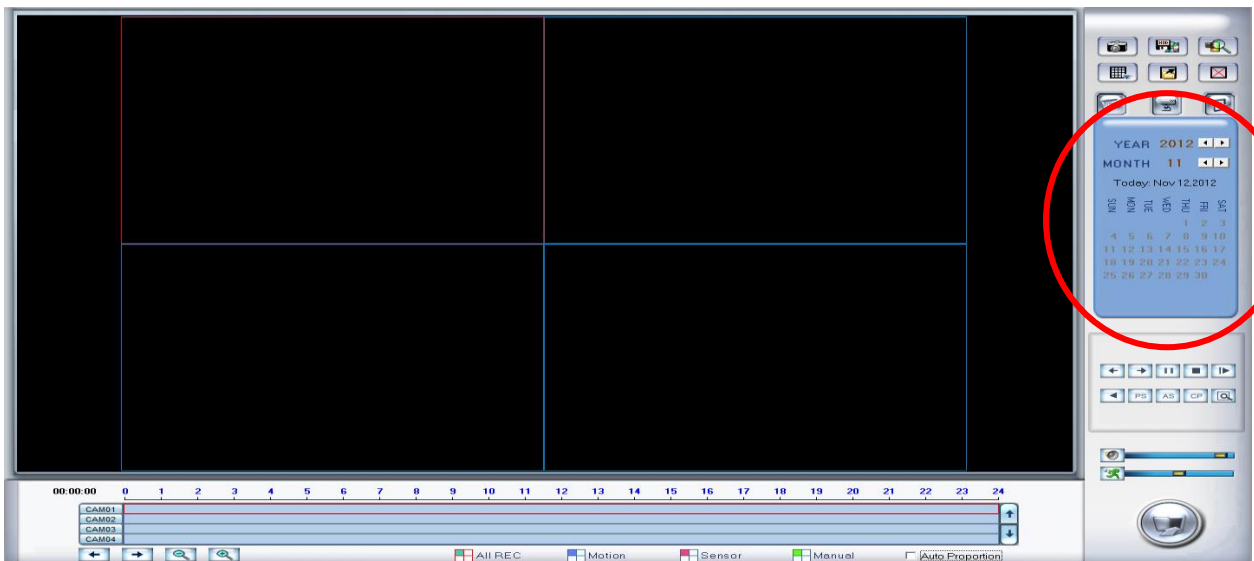 YEAR 2012
MONTH 11
Today: Nov 12,2012
SUN MON TUE WED THU FRI SAT
1 2 3
4 5 6 7 8 9 10
11 12 13 14 15 16 17
18 19 20 21 22 23 24
25 26 27 28 29 30
PS AS CP
00:00:00 0 1 2 3 4 5 6 7 8 9 10 11 12 13 14 15 16 17 18 19 20 21 22 23 24
CAM01
CAM02
CAM03
CAM04
All REC Motion Sensor Manual Auto Proportion